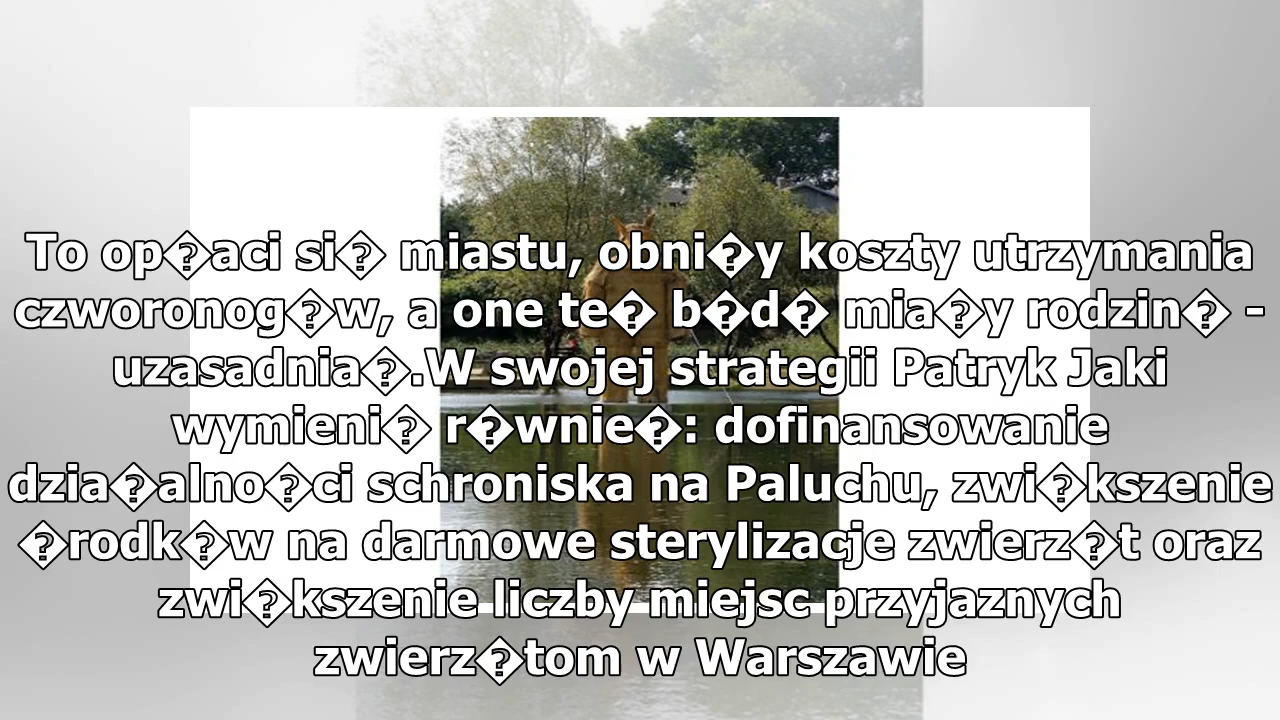 To op�aci si� miastu, obni�y koszty utrzymania
czworonog�w, a one te� b�d� mia�y rodzin� -
uzasadnia�.W swojej strategii Patryk Jaki
wymieni� r�wnie�: dofinansowanie
dzia�alno�ci schroniska na Paluchu, zwi�kszenie
�rodk�w na darmowe sterylizacje zwierz�t oraz
zwi�kszenie liczby miejsc przyjaznych
zwierz�tom w Warszawie